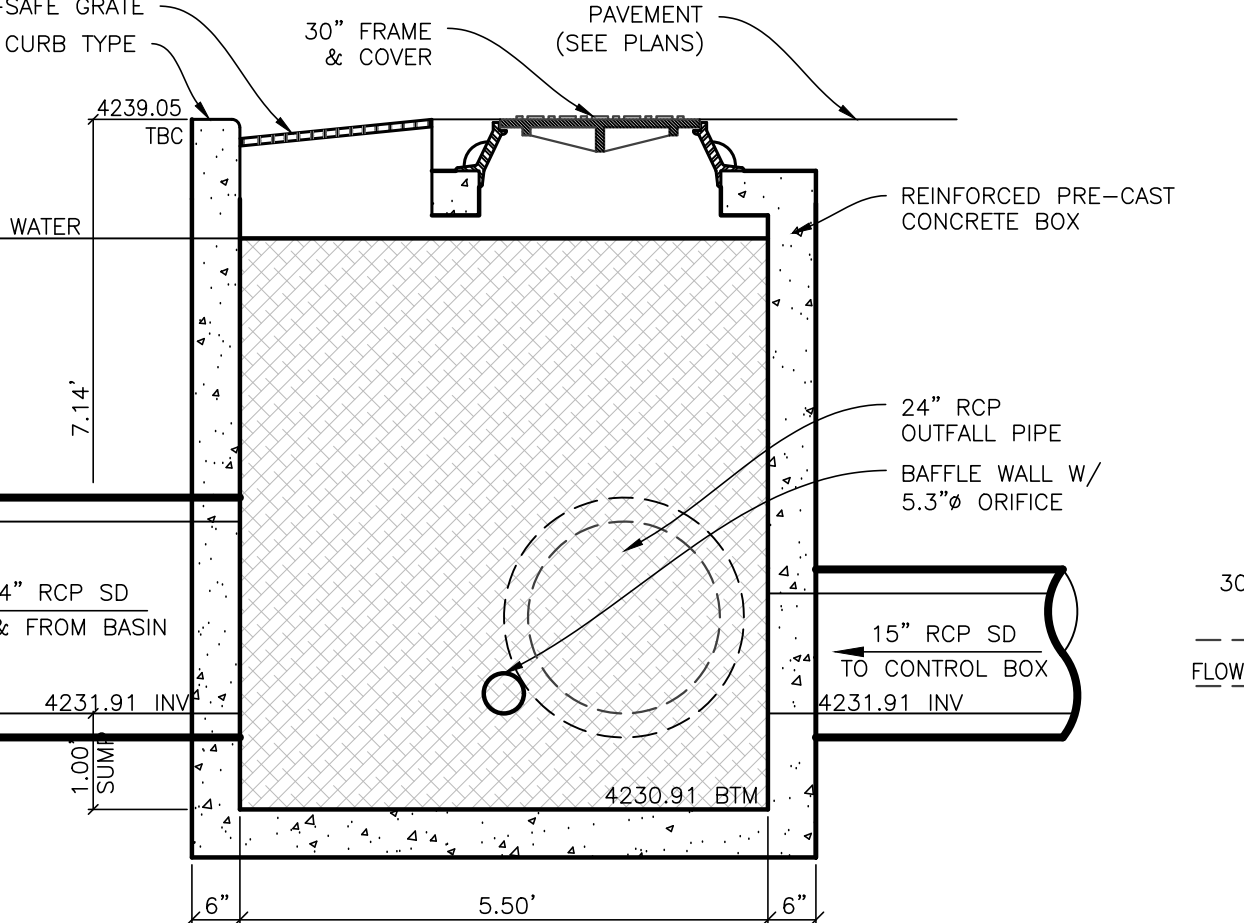 -SAFE GRATE
CURB TYPE
30" FRAME
& COVER
PAVEMENT
(SEE PLANS)
4239.05
TBC
WATER
REINFORCED PRE-CAST
CONCRETE BOX
7.14'
24" RCP
OUTFALL PIPE
BAFFLE WALL W/
5.3"ø ORIFICE
4" RCP SD
& FROM BASIN
15" RCP SD
TO CONTROL BOX
30
FLOW
4231.91 INV
4231.91 INV
1.00'
SUMP
4230.91 BTM
6"
5.50'
6"